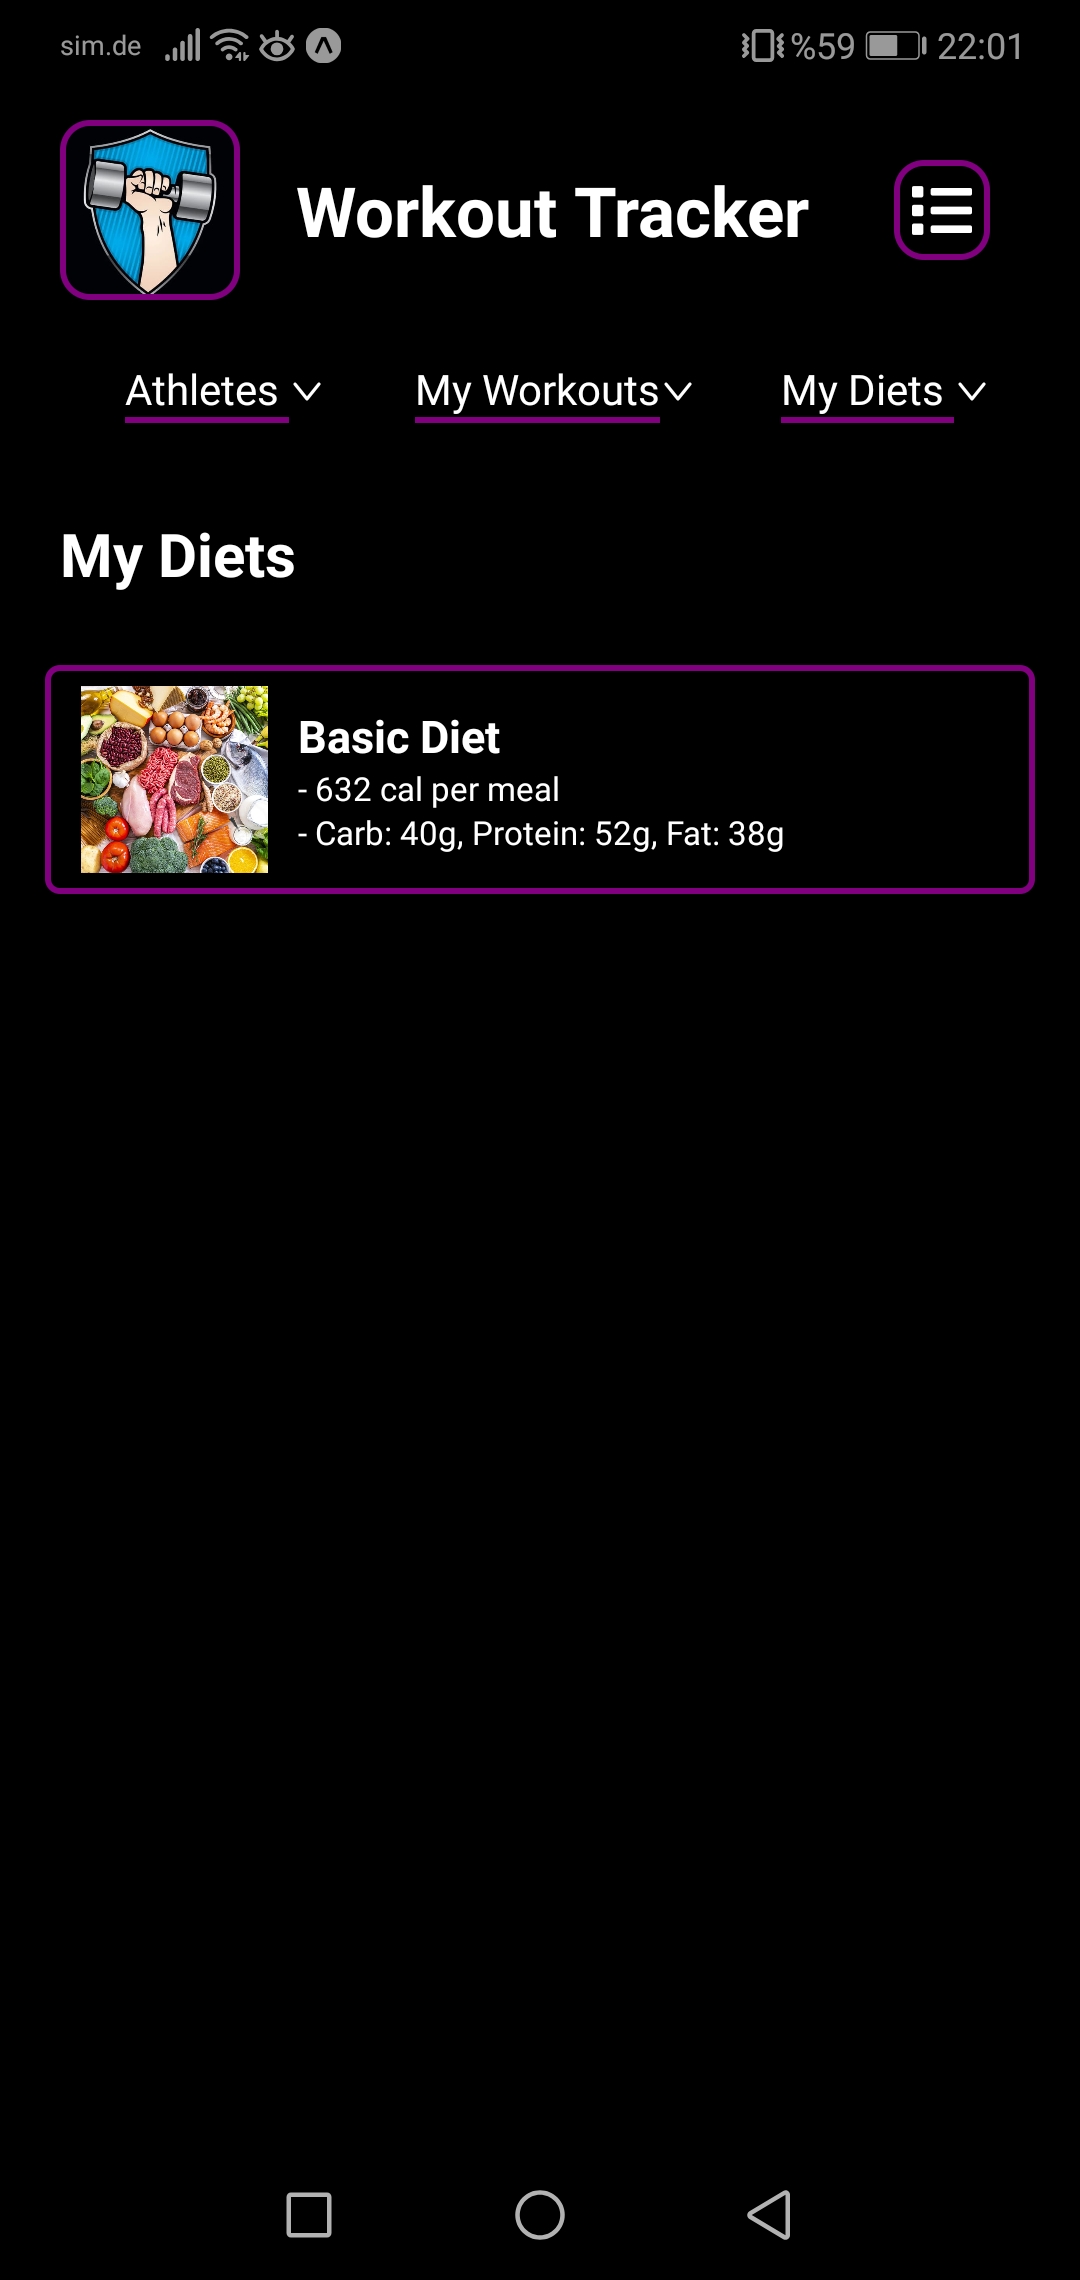 sim.de %59 22:01
Workout Tracker
Athletes My Workouts My Diets
My Diets
Basic Diet
- 632 cal per meal
- Carb: 40g, Protein: 52g, Fat: 38g